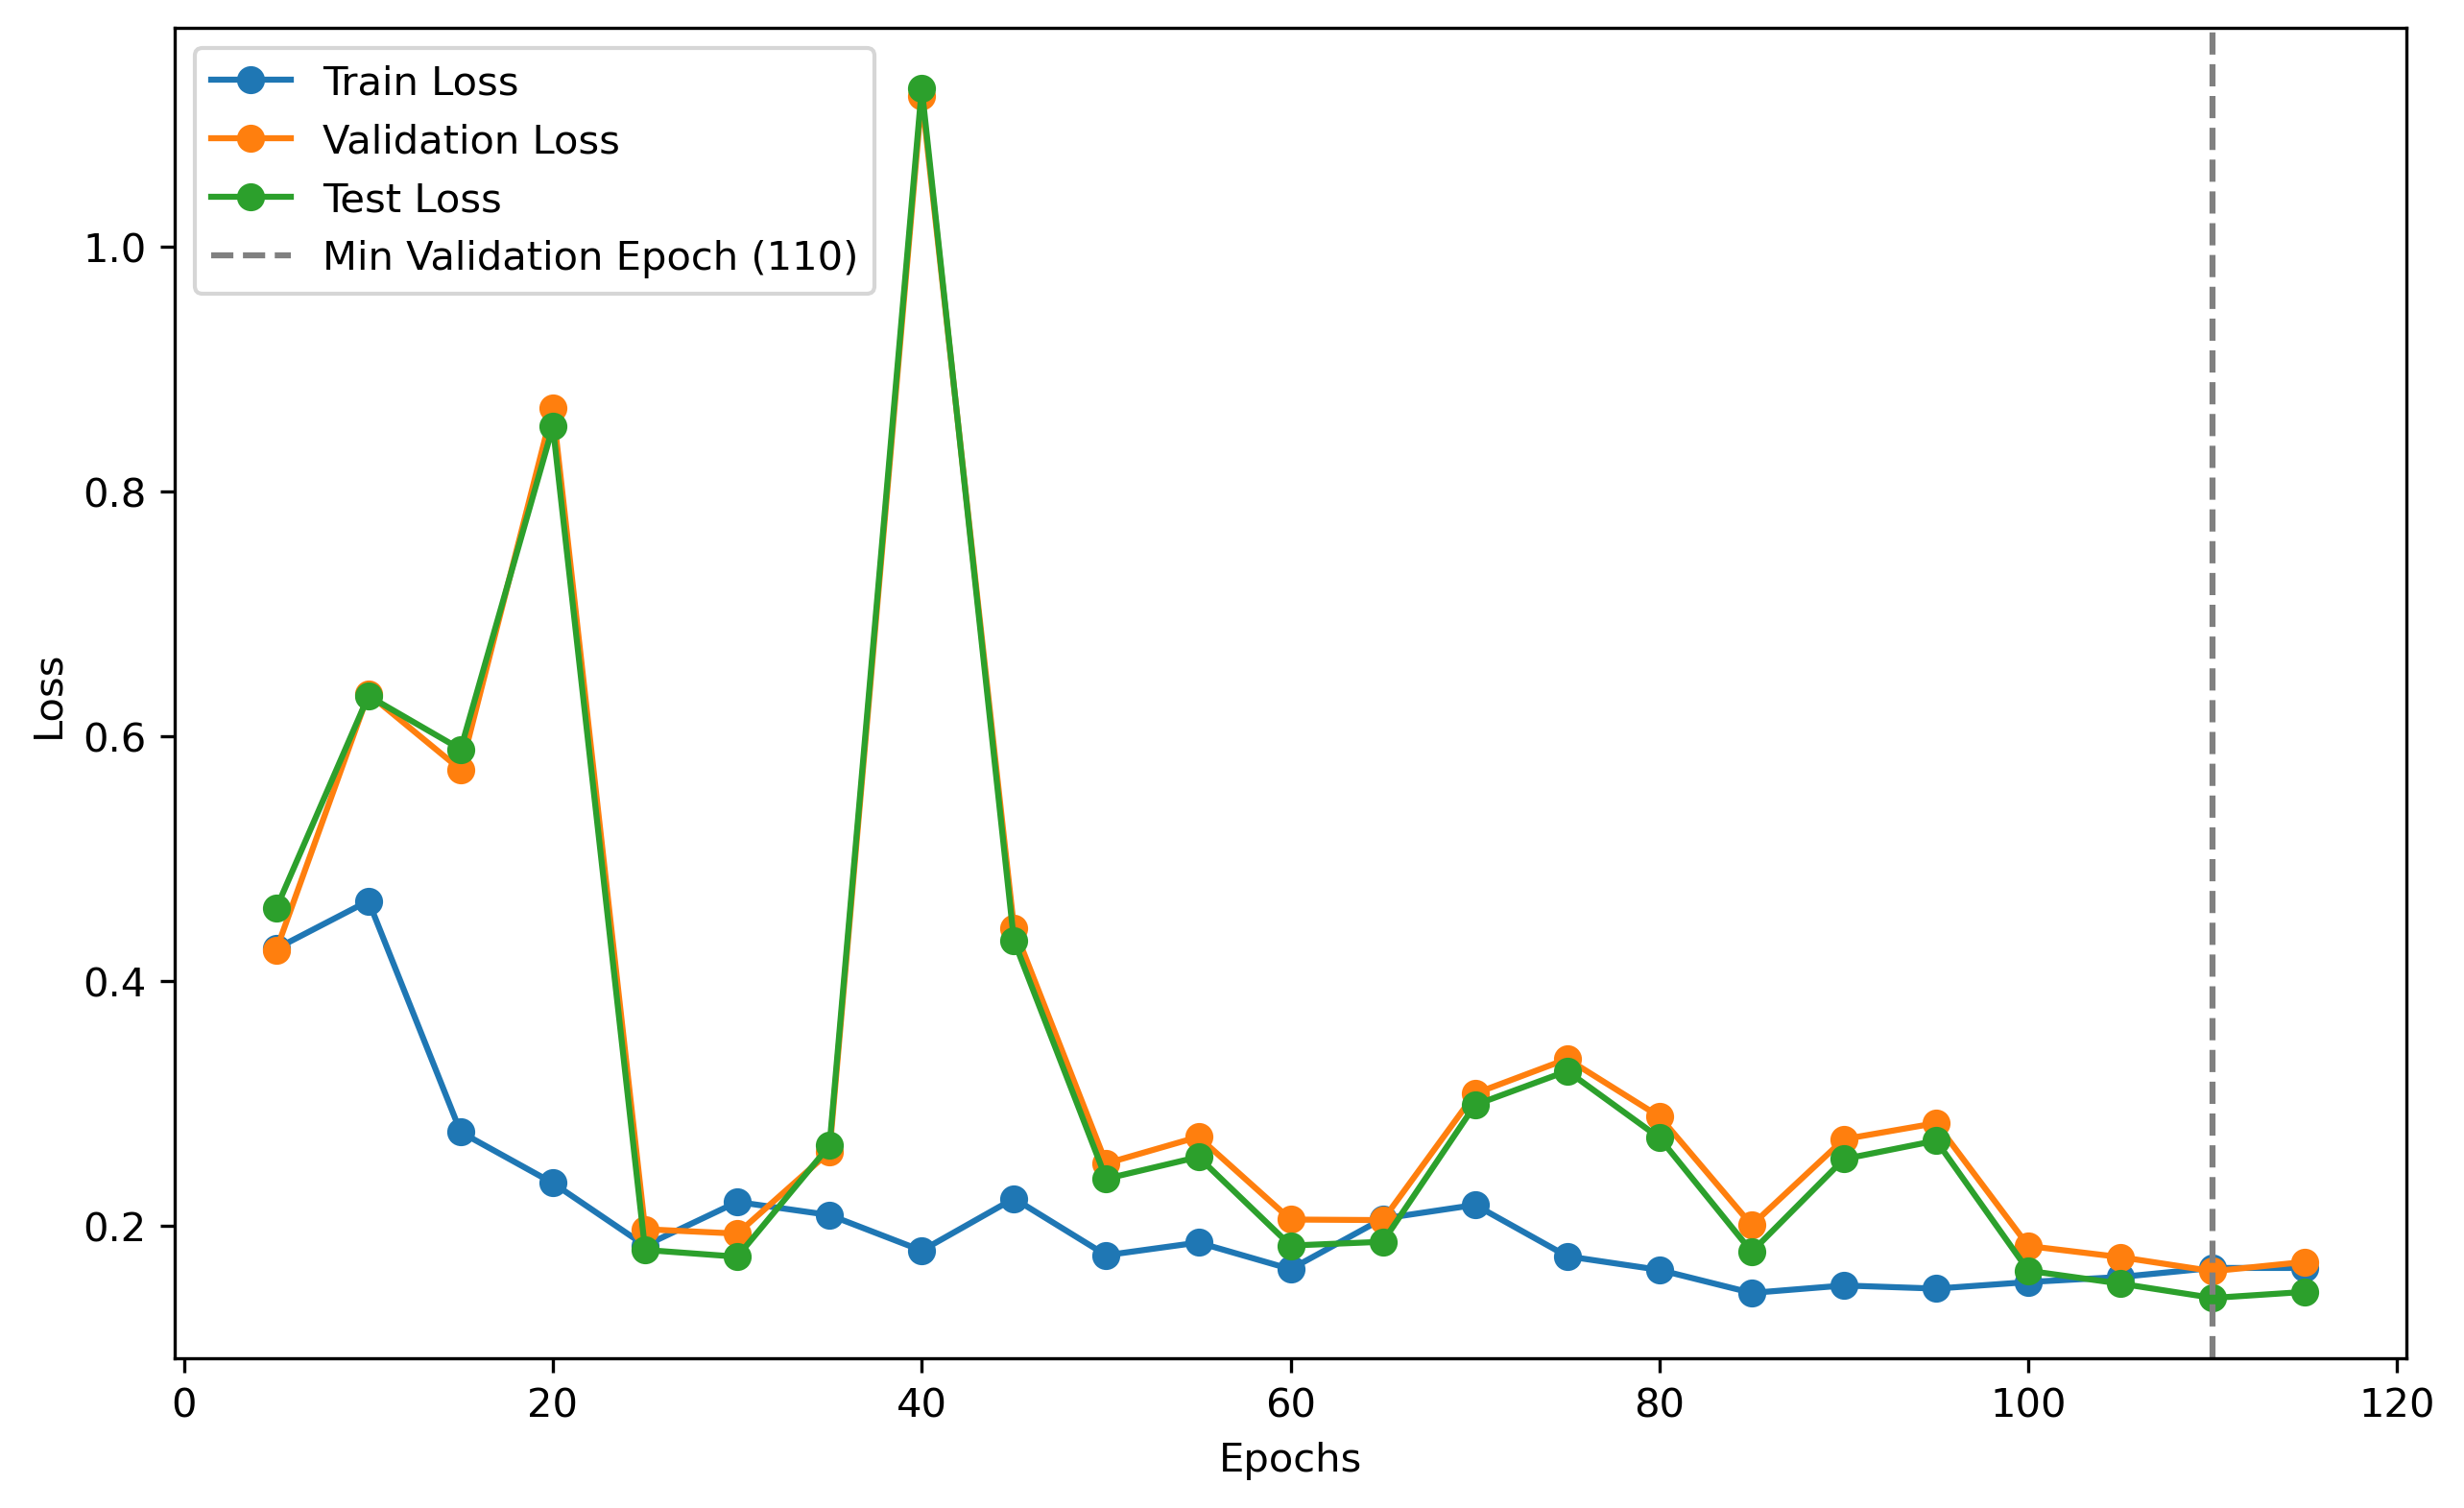 Train Loss
Validation Loss
Test Loss
Min Validation Epoch (110)
1.0
0.8
0.6
0.4
0.2
Loss
0 20 40 60 80 100 120
Epochs